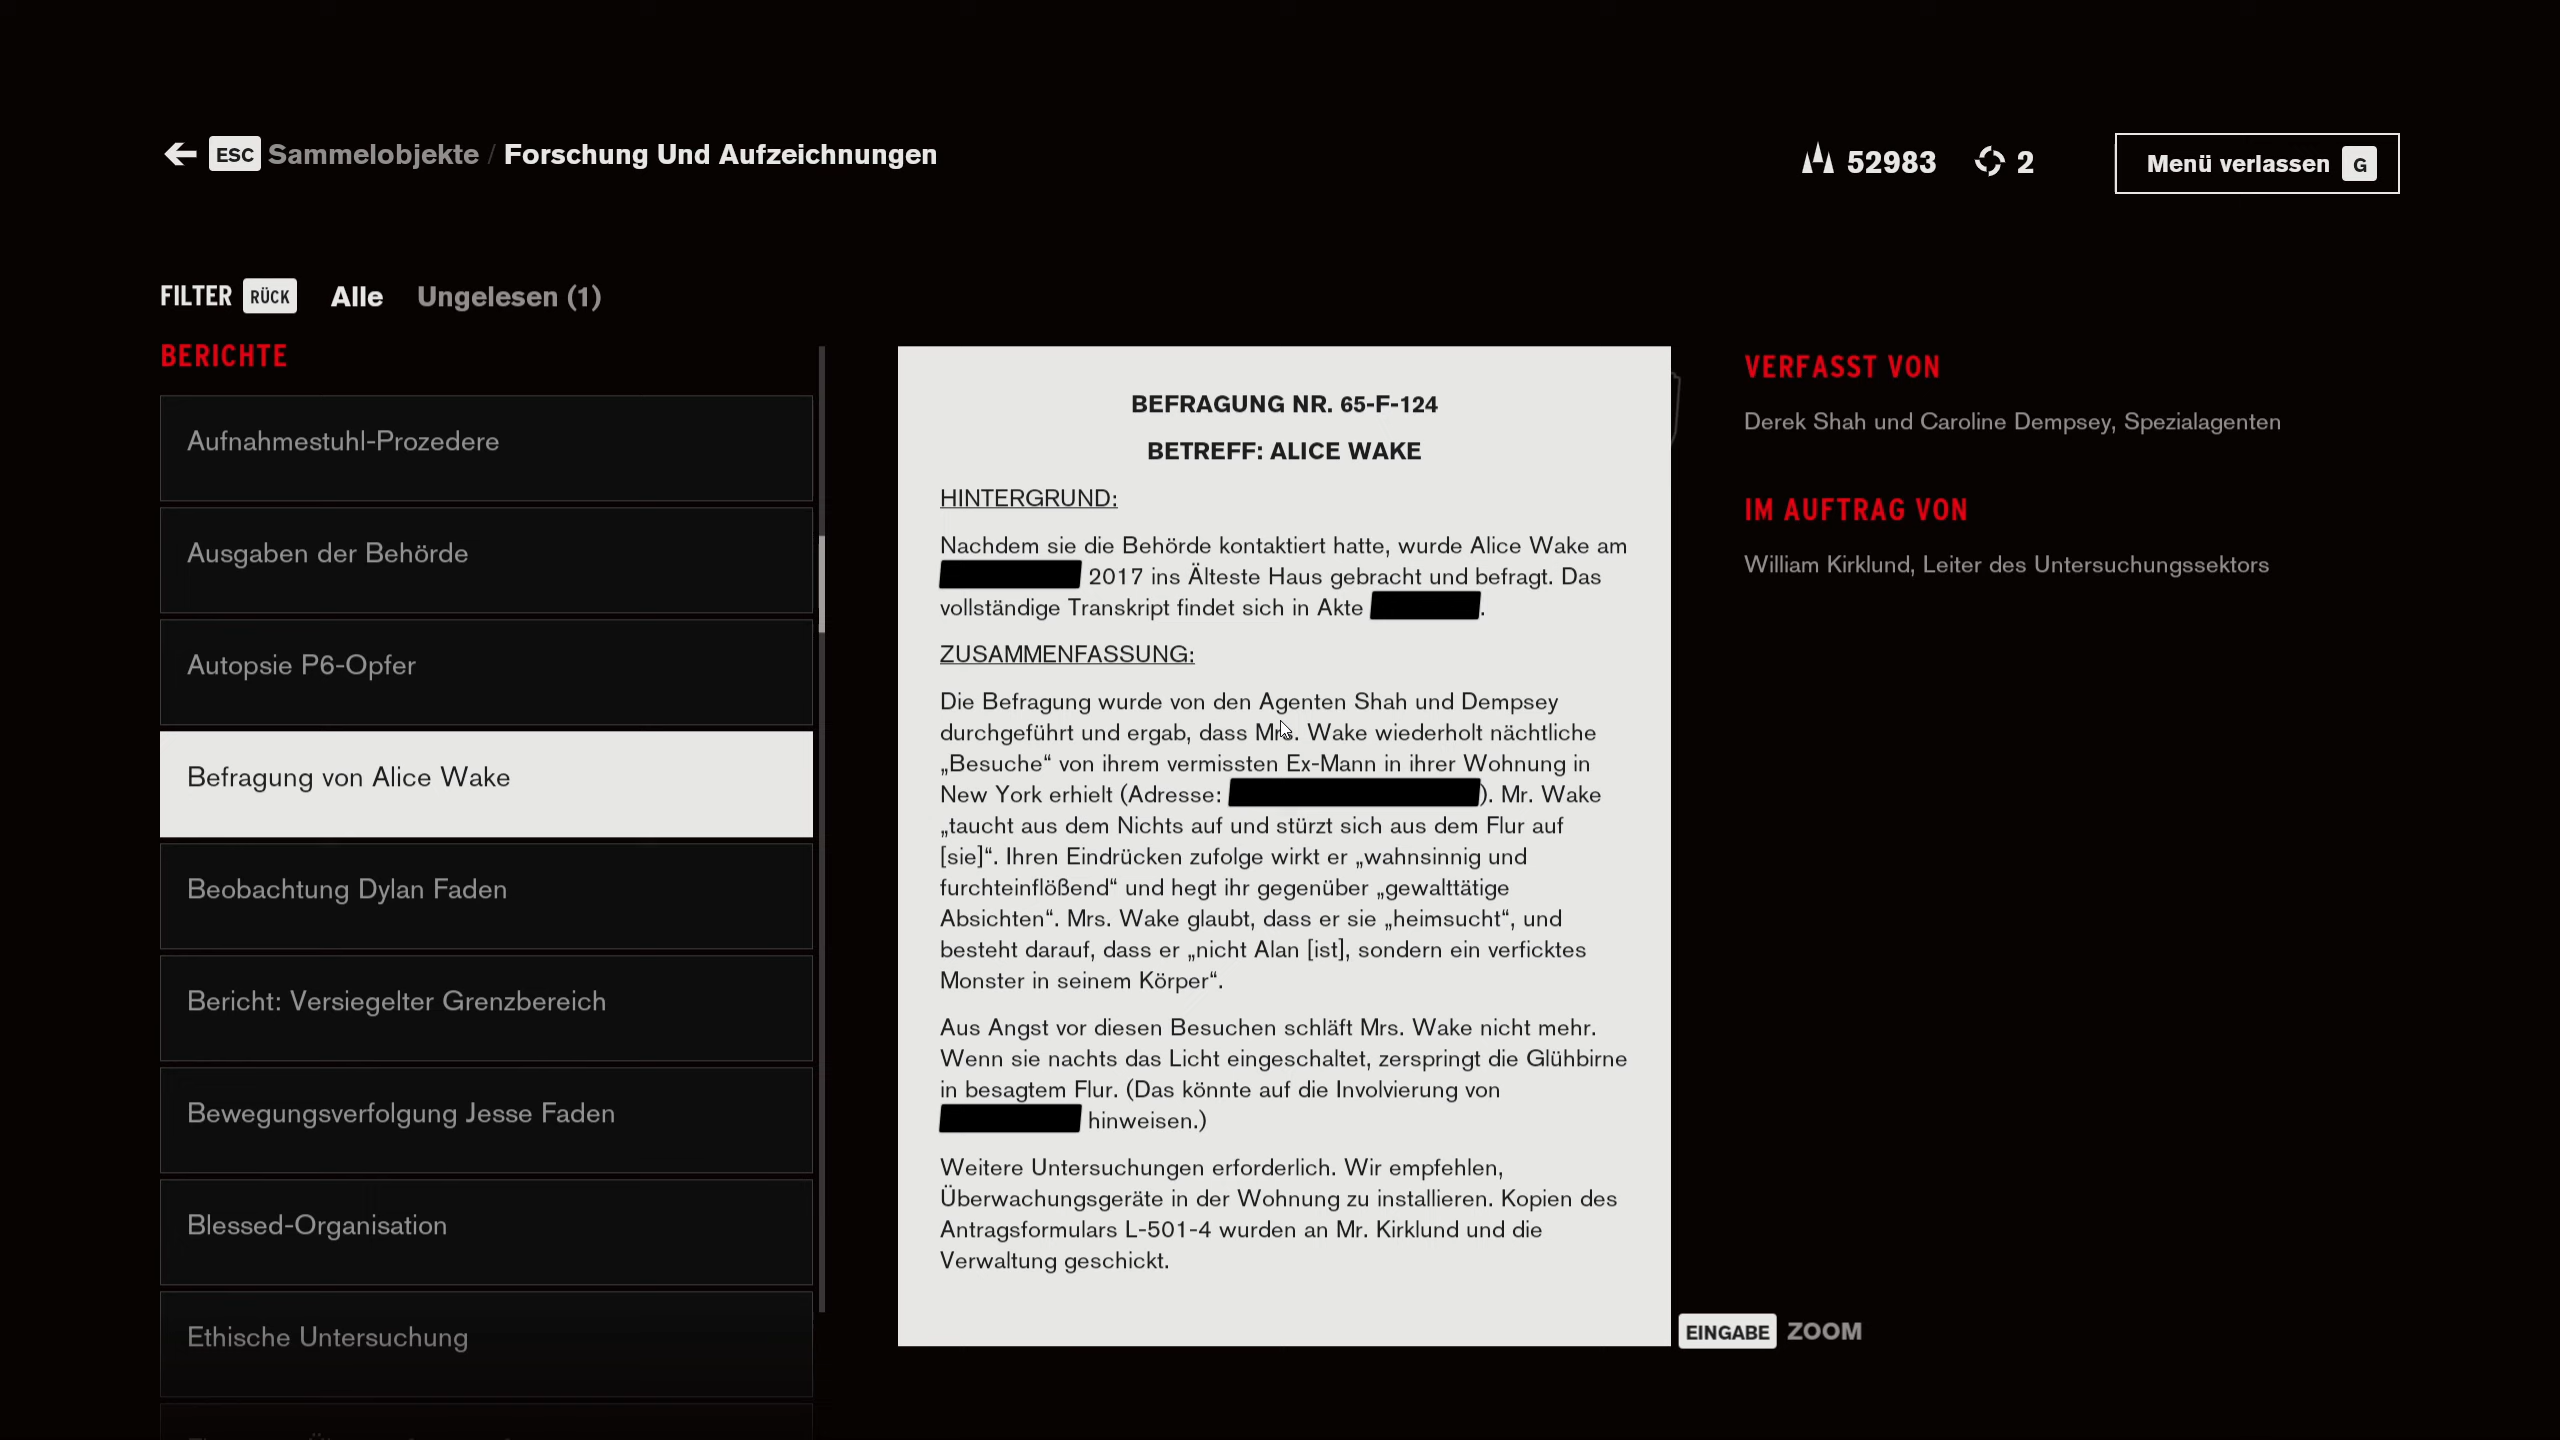 ESC Sammelobjekte / Forschung Und Aufzeichnungen
52983 2 Menü verlassen G
FILTER RÜCK Alle Ungelesen (1)
BERICHTE
Aufnahmestuhl-Prozedere
Ausgaben der Behörde
Autopsie P6-Opfer
Befragung von Alice Wake
Beobachtung Dylan Faden
Bericht: Versiegelter Grenzbereich
Bewegungsverfolgung Jesse Faden
Blessed-Organisation
Ethische Untersuchung
BEFRAGUNG NR. 65-F-124
BETREFF: ALICE WAKE
HINTERGRUND:
Nachdem sie die Behörde kontaktiert hatte, wurde Alice Wake am
2017 ins Älteste Haus gebracht und befragt. Das
vollständige Transkript findet sich in Akte .
ZUSAMMENFASSUNG:
Die Befragung wurde von den Agenten Shah und Dempsey
durchgeführt und ergab, dass Mrs. Wake wiederholt nächtliche
„Besuche“ von ihrem vermissten Ex-Mann in ihrer Wohnung in
New York erhielt (Adresse: ). Mr. Wake
„taucht aus dem Nichts auf und stürzt sich aus dem Flur auf
[sie]“. Ihren Eindrücken zufolge wirkt er „wahnsinnig und
furchteinflößend“ und hegt ihr gegenüber „gewalttätige
Absichten“. Mrs. Wake glaubt, dass er sie „heimsucht“, und
besteht darauf, dass er „nicht Alan [ist], sondern ein verficktes
Monster in seinem Körper“.
Aus Angst vor diesen Besuchen schläft Mrs. Wake nicht mehr.
Wenn sie nachts das Licht eingeschaltet, zerspringt die Glühbirne
in besagtem Flur. (Das könnte auf die Involvierung von
hinweisen.)
Weitere Untersuchungen erforderlich. Wir empfehlen,
Überwachungsgeräte in der Wohnung zu installieren. Kopien des
Antragsformulars L-501-4 wurden an Mr. Kirklund und die
Verwaltung geschickt.
VERFASST VON
Derek Shah und Caroline Dempsey, Spezialagenten
IM AUFTRAG VON
William Kirklund, Leiter des Untersuchungssektors
EINGABE ZOOM